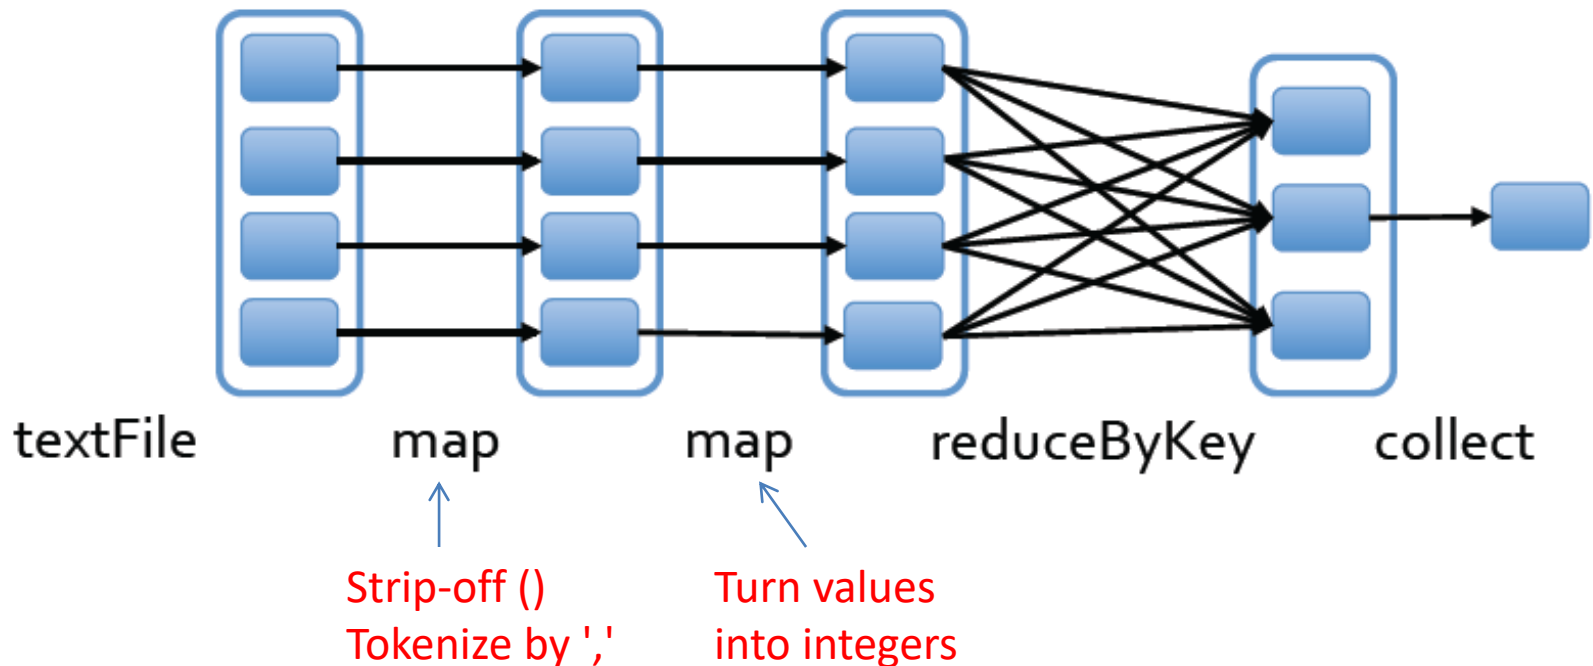 textFile map map reduceByKey collect
Strip-off () Turn values
Tokenize by ',' into integers